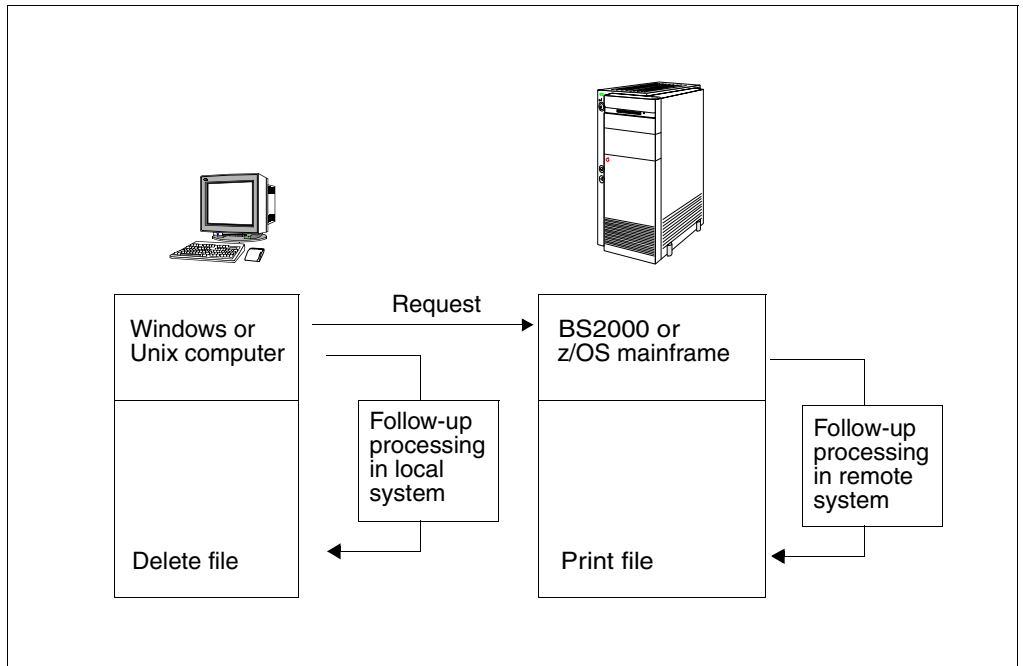 Request
Windows or
Unix computer
BS2000 or
z/OS mainframe
Follow-up
processing
in local
system
Follow-up
processing
in remote
system
Delete file
Print file